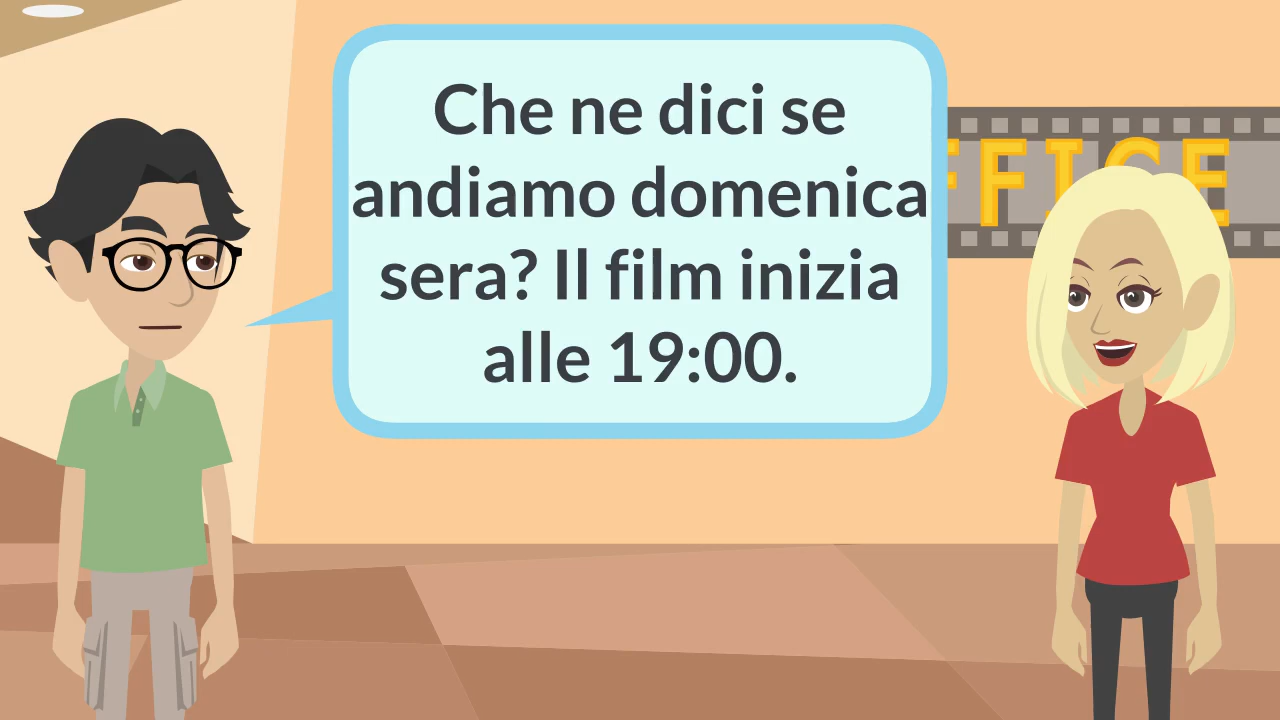 Che ne dici se
andiamo domenica
sera? Il film inizia
alle 19:00.
FFICE